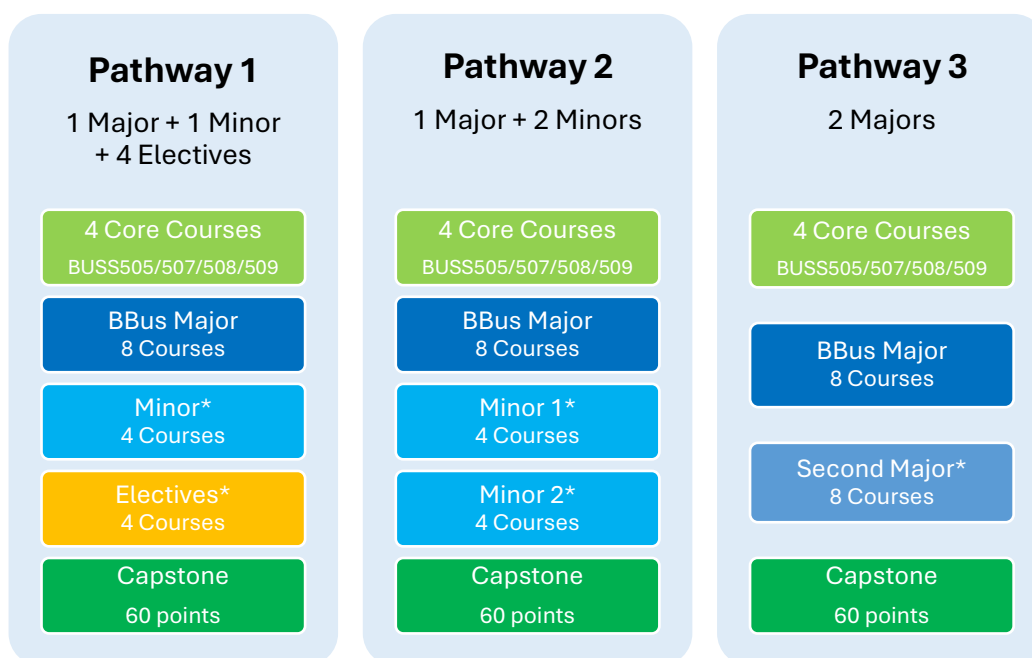 Pathway 1
1 Major + 1 Minor
+ 4 Electives
4 Core Courses
BUSS505/507/508/509
BBus Major
8 Courses
Minor*
4 Courses
Electives*
4 Courses
Capstone
60 points
Pathway 2
1 Major + 2 Minors
4 Core Courses
BUSS505/507/508/509
BBus Major
8 Courses
Minor 1*
4 Courses
Minor 2*
4 Courses
Capstone
60 points
Pathway 3
2 Majors
4 Core Courses
BUSS505/507/508/509
BBus Major
8 Courses
Second Major*
8 Courses
Capstone
60 points